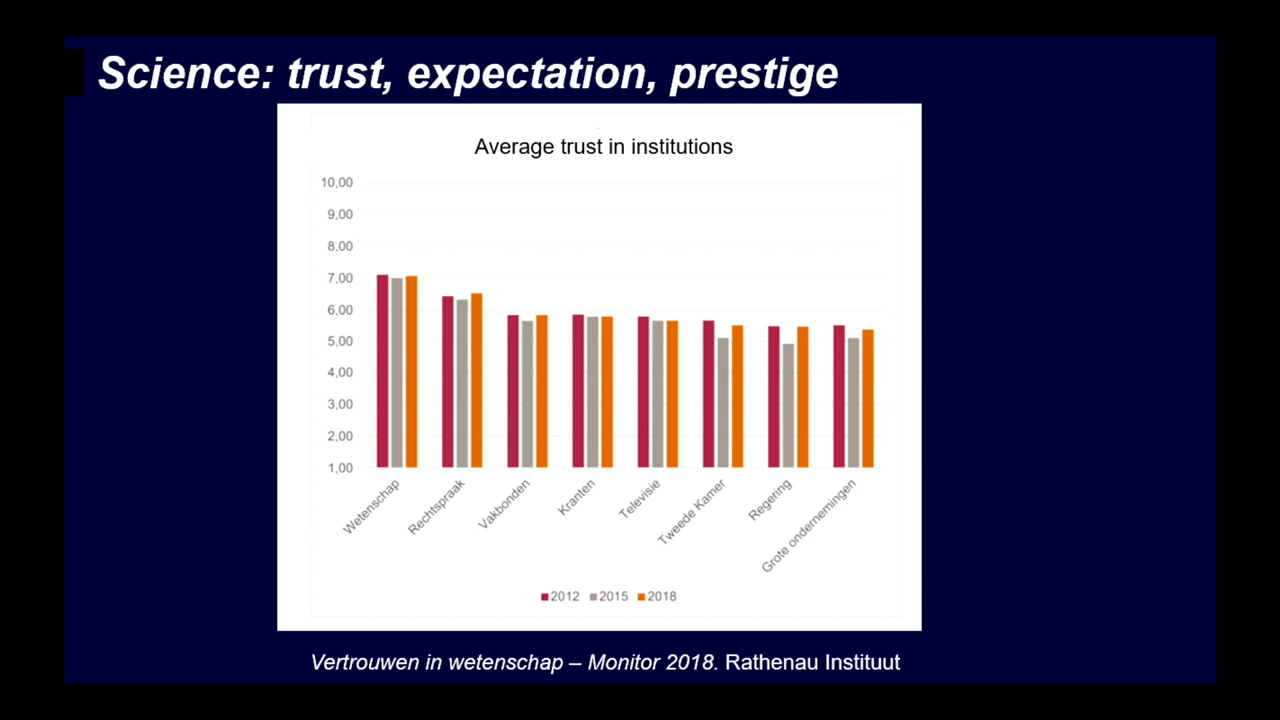 Science: trust, expectation, prestige
Average trust in institutions
10,00
9,00
8,00
7,00
6,00
5,00
4,00
3,00
2,00
1,00
Wetenschap
Rechtspraak
Vakbonden
Kranten
Televisie
Tweede Kamer
Regering
Grote ondernemingen
2012 2015 2018
Vertrouwen in wetenschap – Monitor 2018. Rathenau Instituut